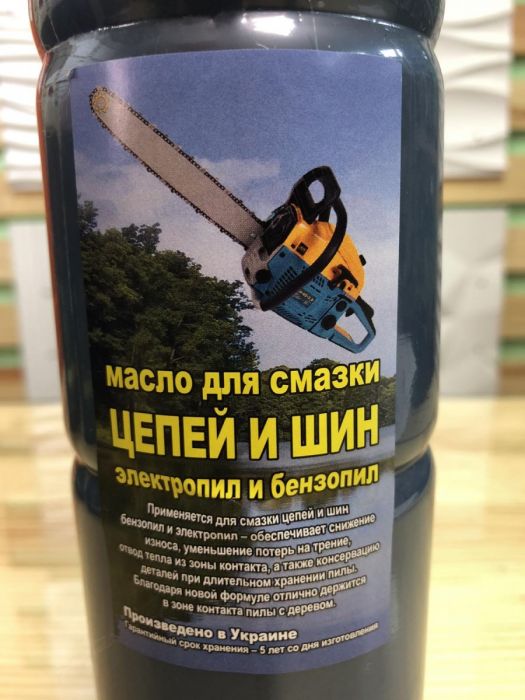 масло для смазки
ЦЕПЕЙ И ШИН
электропил и бензопил
Применяется для смазки цепей и шин
бензопил и электропил – обеспечивает снижение
износа, уменьшение потерь на трение,
отвод тепла из зоны контакта, а также консервацию
деталей при длительном хранении пилы.
Благодаря новой формуле отлично держится
в зоне контакта пилы с деревом.
Произведено в Украине
Гарантийный срок хранения – 5 лет со дня изготовления